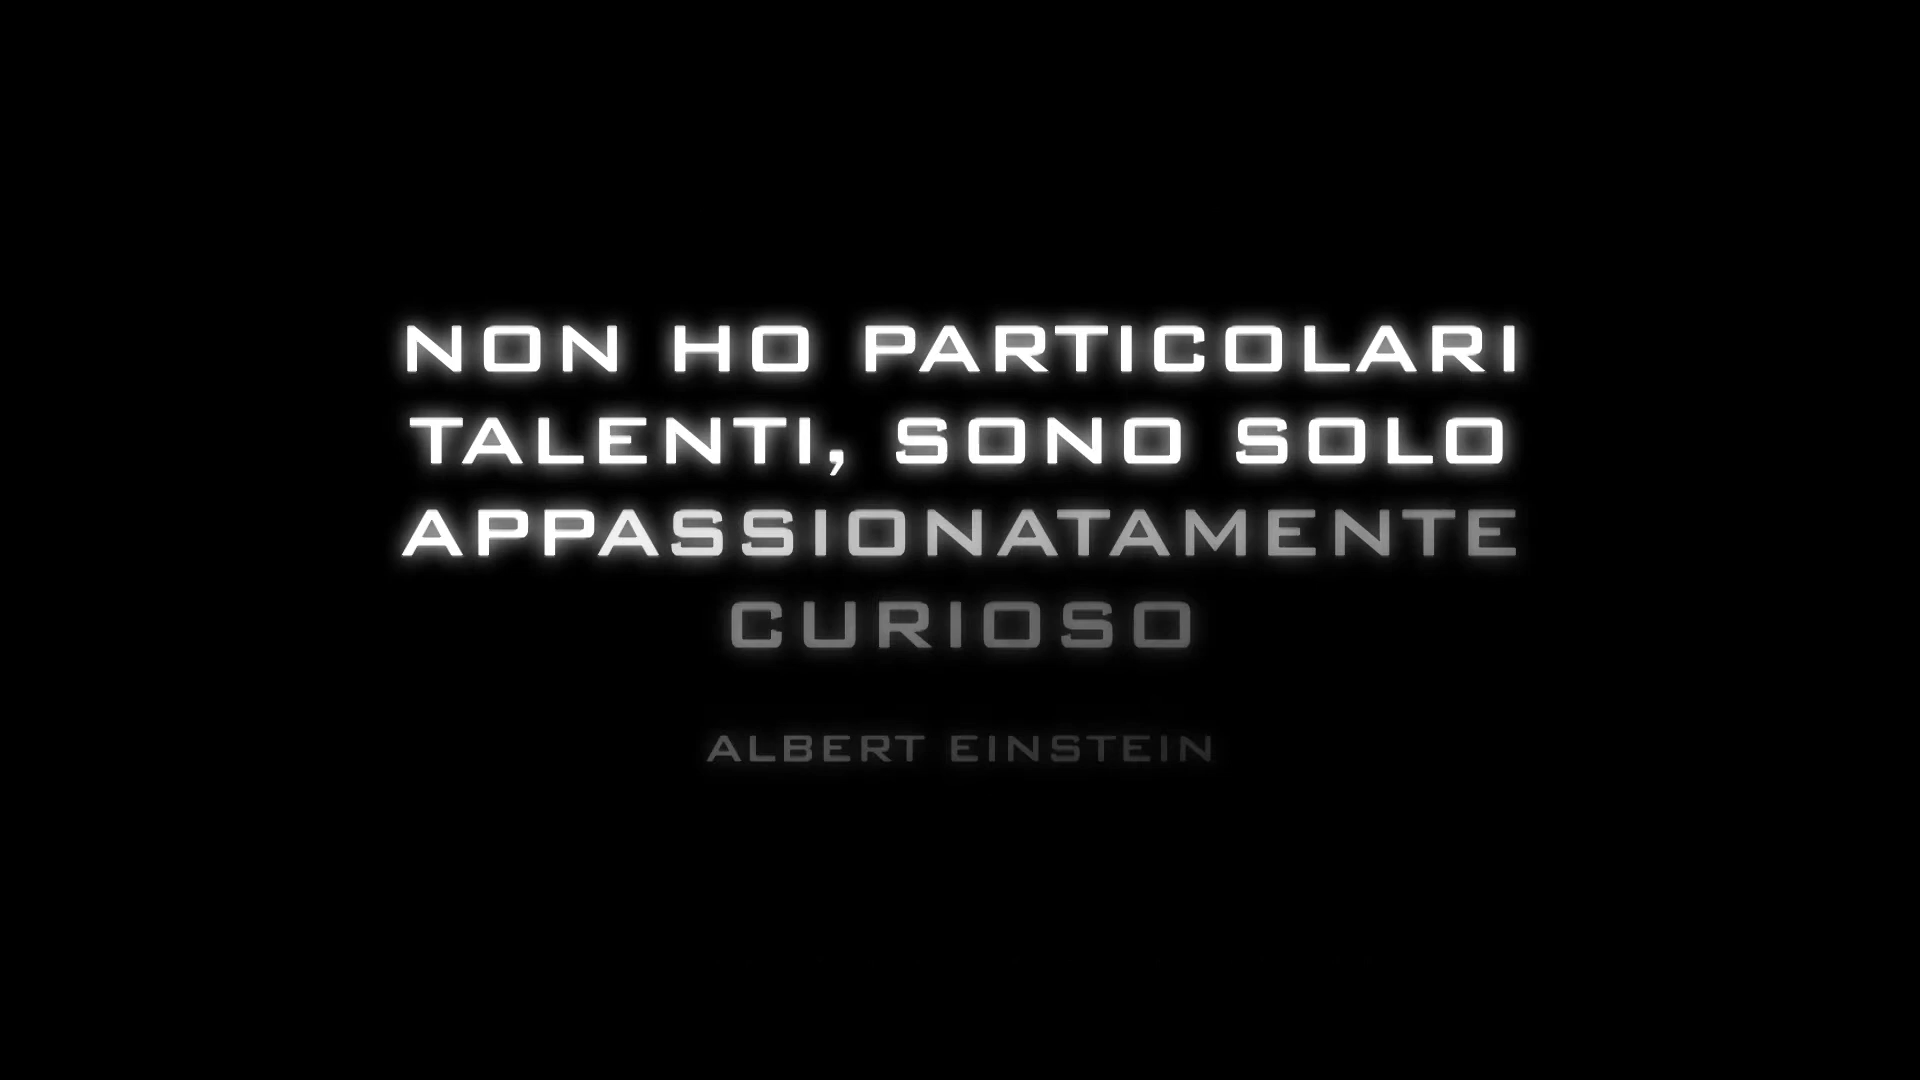 NON HO PARTICOLARI
TALENTI, SONO SOLO
APPASSIONATAMENTE
CURIOSO
ALBERT EINSTEIN